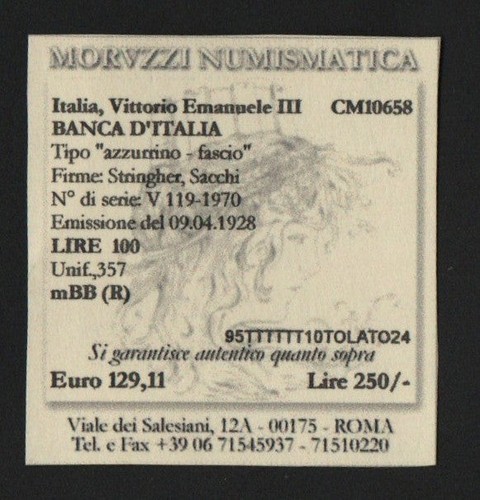 MORVZZI NUMISMATICA
Italia, Vittorio Emanuele III CM10658
BANCA D'ITALIA
Tipo "azzurrino - fascio"
Firme: Stringher, Sacchi
N° di serie: V 119-1970
Emissione del 09.04.1928
LIRE 100
Unif.,357
mBB (R)
95TTTTTT10TOLATO24
Si garantisce autentico quanto sopra
Euro 129,11 Lire 250/-
Viale dei Salesiani, 12A - 00175 - ROMA
Tel. e Fax +39 06 71545937 - 71510220